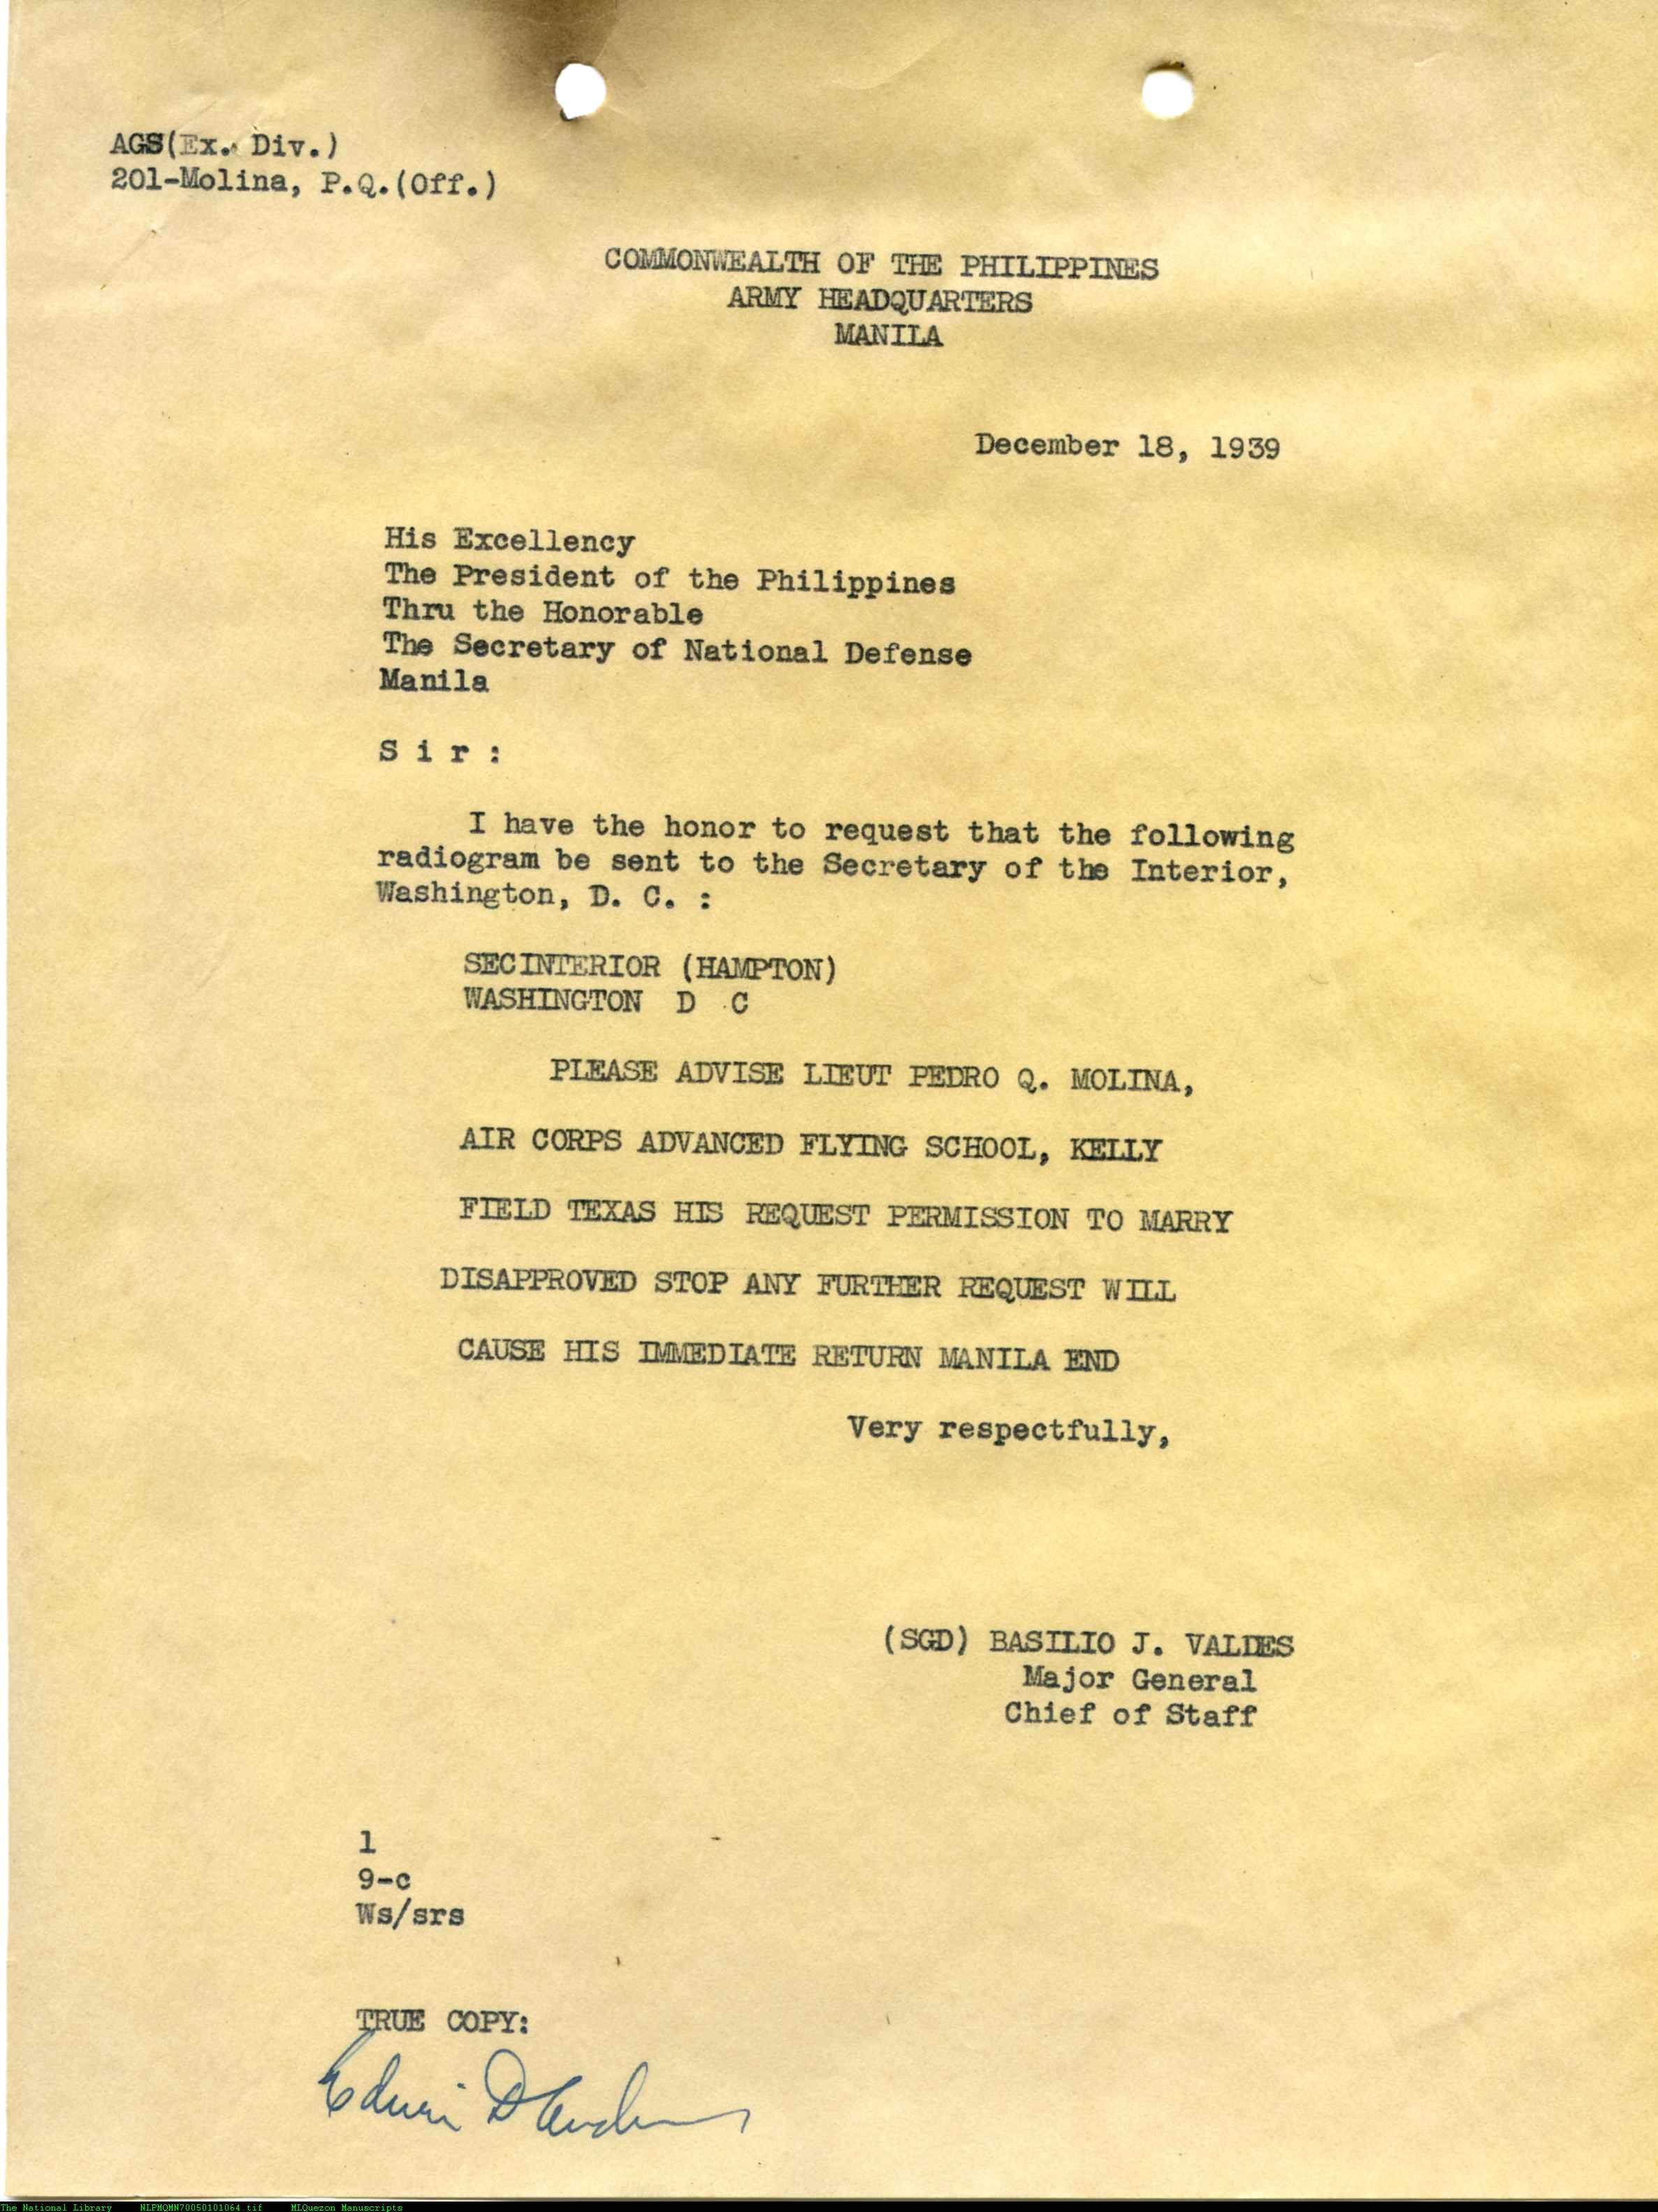 AGS(Ex. Div.)
201-Molina, P.Q.(Off.)
COMMONWEALTH OF THE PHILIPPINES
ARMY HEADQUARTERS
MANILA
December 18, 1939
His Excellency
The President of the Philippines
Thru the Honorable
The Secretary of National Defense
Manila
S i r :
I have the honor to request that the following
radiogram be sent to the Secretary of the Interior,
Washington, D. C. :
SECINTERIOR (HAMPTON)
WASHINGTON D C
PLEASE ADVISE LIEUT PEDRO Q. MOLINA,
AIR CORPS ADVANCED FLYING SCHOOL, KELLY
FIELD TEXAS HIS REQUEST PERMISSION TO MARRY
DISAPPROVED STOP ANY FURTHER REQUEST WILL
CAUSE HIS IMMEDIATE RETURN MANILA END
Very respectfully,
(SGD) BASILIO J. VALDES
Major General
Chief of Staff
1
9-c
Ws/srs
TRUE COPY:
Edwin D
The National Library NLPMQMN70050101064.tif MLQuezon Manuscripts